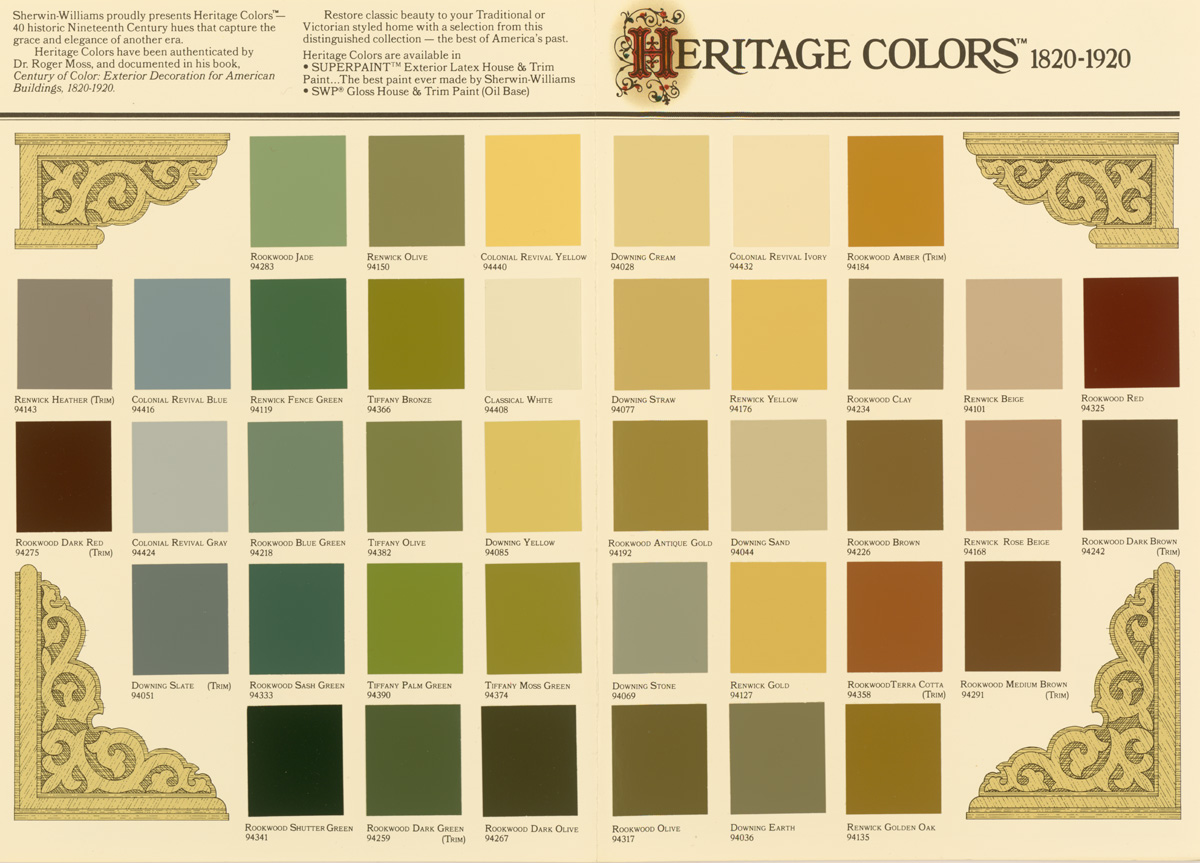 Sherwin-Williams proudly presents Heritage Colors™—
40 historic Nineteenth Century hues that capture the
grace and elegance of another era.
Heritage Colors have been authenticated by
Dr. Roger Moss, and documented in his book,
Century of Color: Exterior Decoration for American
Buildings, 1820-1920.
Restore classic beauty to your Traditional or
Victorian styled home with a selection from this
distinguished collection — the best of America's past.
Heritage Colors are available in
• SUPERPAINT™ Exterior Latex House & Trim
Paint...The best paint ever made by Sherwin-Williams
• SWP® Gloss House & Trim Paint (Oil Base)
HERITAGE COLORS™ 1820-1920
ROOKWOOD JADE
94283
RENWICK OLIVE
94150
COLONIAL REVIVAL YELLOW
94440
DOWNING CREAM
94028
COLONIAL REVIVAL IVORY
94432
ROOKWOOD AMBER (TRIM)
94184
RENWICK HEATHER (TRIM)
94143
COLONIAL REVIVAL BLUE
94416
RENWICK FENCE GREEN
94119
TIFFANY BRONZE
94366
CLASSICAL WHITE
94408
DOWNING STRAW
94077
RENWICK YELLOW
94176
ROOKWOOD CLAY
94234
RENWICK BEIGE
94101
ROOKWOOD RED
94325
ROOKWOOD DARK RED
94275 (TRIM)
COLONIAL REVIVAL GRAY
94424
ROOKWOOD BLUE GREEN
94218
TIFFANY OLIVE
94382
DOWNING YELLOW
94085
ROOKWOOD ANTIQUE GOLD
94192
DOWNING SAND
94044
ROOKWOOD BROWN
94226
RENWICK ROSE BEIGE
94168
ROOKWOOD DARK BROWN
94242 (TRIM)
DOWNING SLATE (TRIM)
94051
ROOKWOOD SASH GREEN
94333
TIFFANY PALM GREEN
94390
TIFFANY MOSS GREEN
94374
DOWNING STONE
94069
RENWICK GOLD
94127
ROOKWOOD TERRA COTTA
94358 (TRIM)
ROOKWOOD MEDIUM BROWN
94291 (TRIM)
ROOKWOOD SHUTTER GREEN
94341
ROOKWOOD DARK GREEN
94259 (TRIM)
ROOKWOOD DARK OLIVE
94267
ROOKWOOD OLIVE
94317
DOWNING EARTH
94036
RENWICK GOLDEN OAK
94135